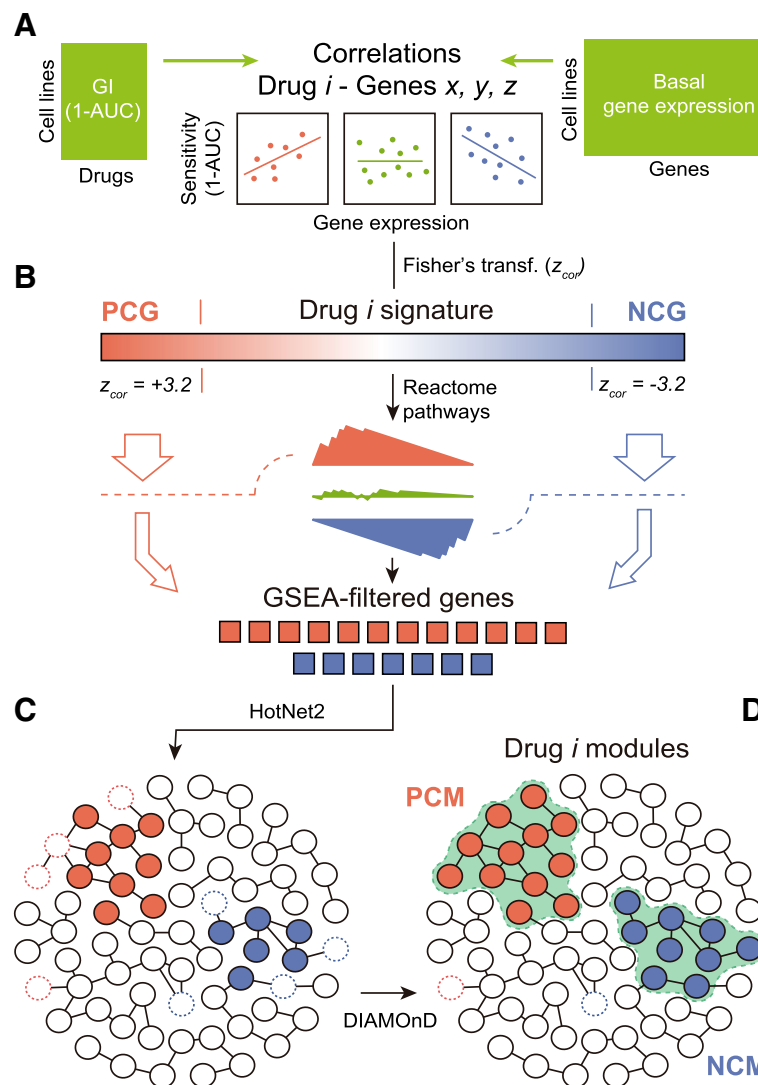 A
Cell lines
GI
(1-AUC)
Drugs
Correlations
Drug i - Genes x, y, z
Cell lines
Basal
gene expression
Genes
Sensitivity
(1-AUC)
Gene expression
Fisher's transf. (zcor)
B
PCG
Drug i signature
NCG
zcor = +3.2
Reactome
pathways
zcor = -3.2
GSEA-filtered genes
C
HotNet2
D
Drug i modules
PCM
DIAMOnD
NCM